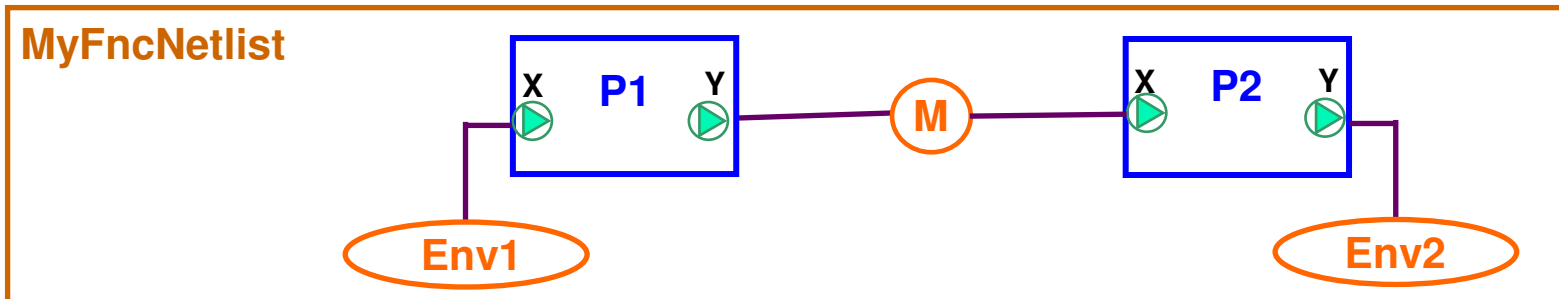 MyFncNetlist
X P1 Y
M
X P2 Y
Env1
Env2